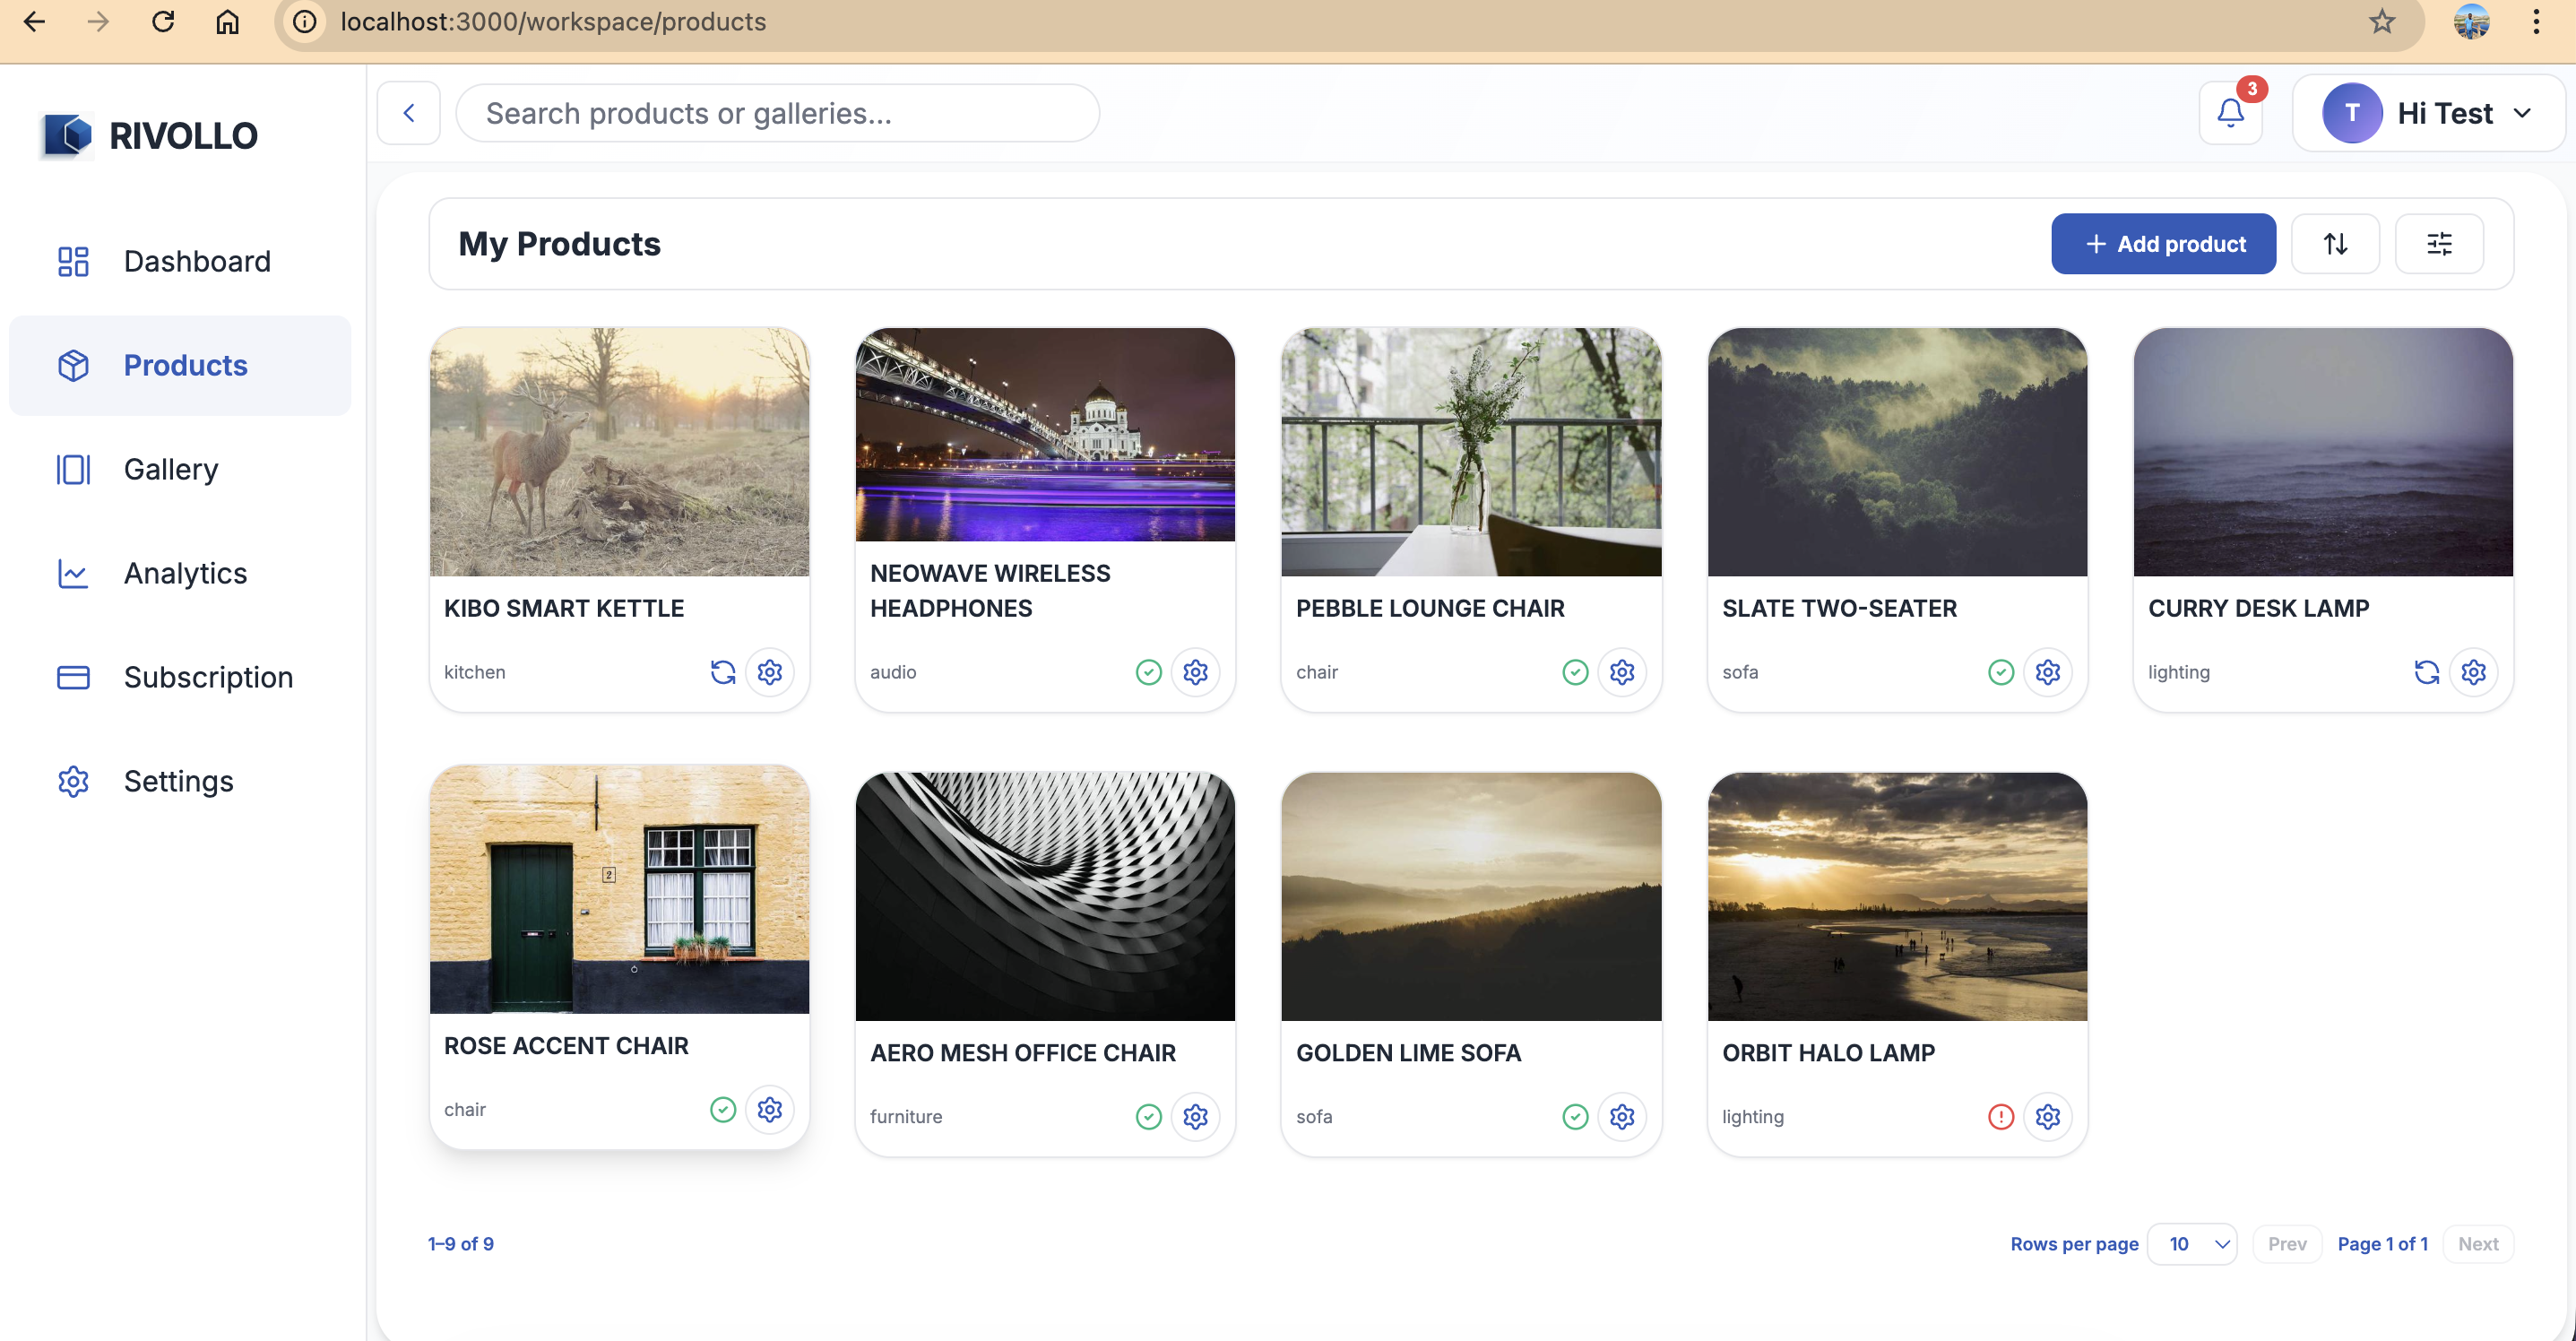 localhost:3000/workspace/products
RIVOLLO
Search products or galleries...
3
T
Hi Test
Dashboard
Products
Gallery
Analytics
Subscription
Settings
My Products
Add product
KIBO SMART KETTLE
kitchen
NEOWAVE WIRELESS
HEADPHONES
audio
PEBBLE LOUNGE CHAIR
chair
SLATE TWO-SEATER
sofa
CURRY DESK LAMP
lighting
2
ROSE ACCENT CHAIR
chair
AERO MESH OFFICE CHAIR
furniture
GOLDEN LIME SOFA
sofa
ORBIT HALO LAMP
lighting
1–9 of 9
Rows per page
10
Prev
Page 1 of 1
Next